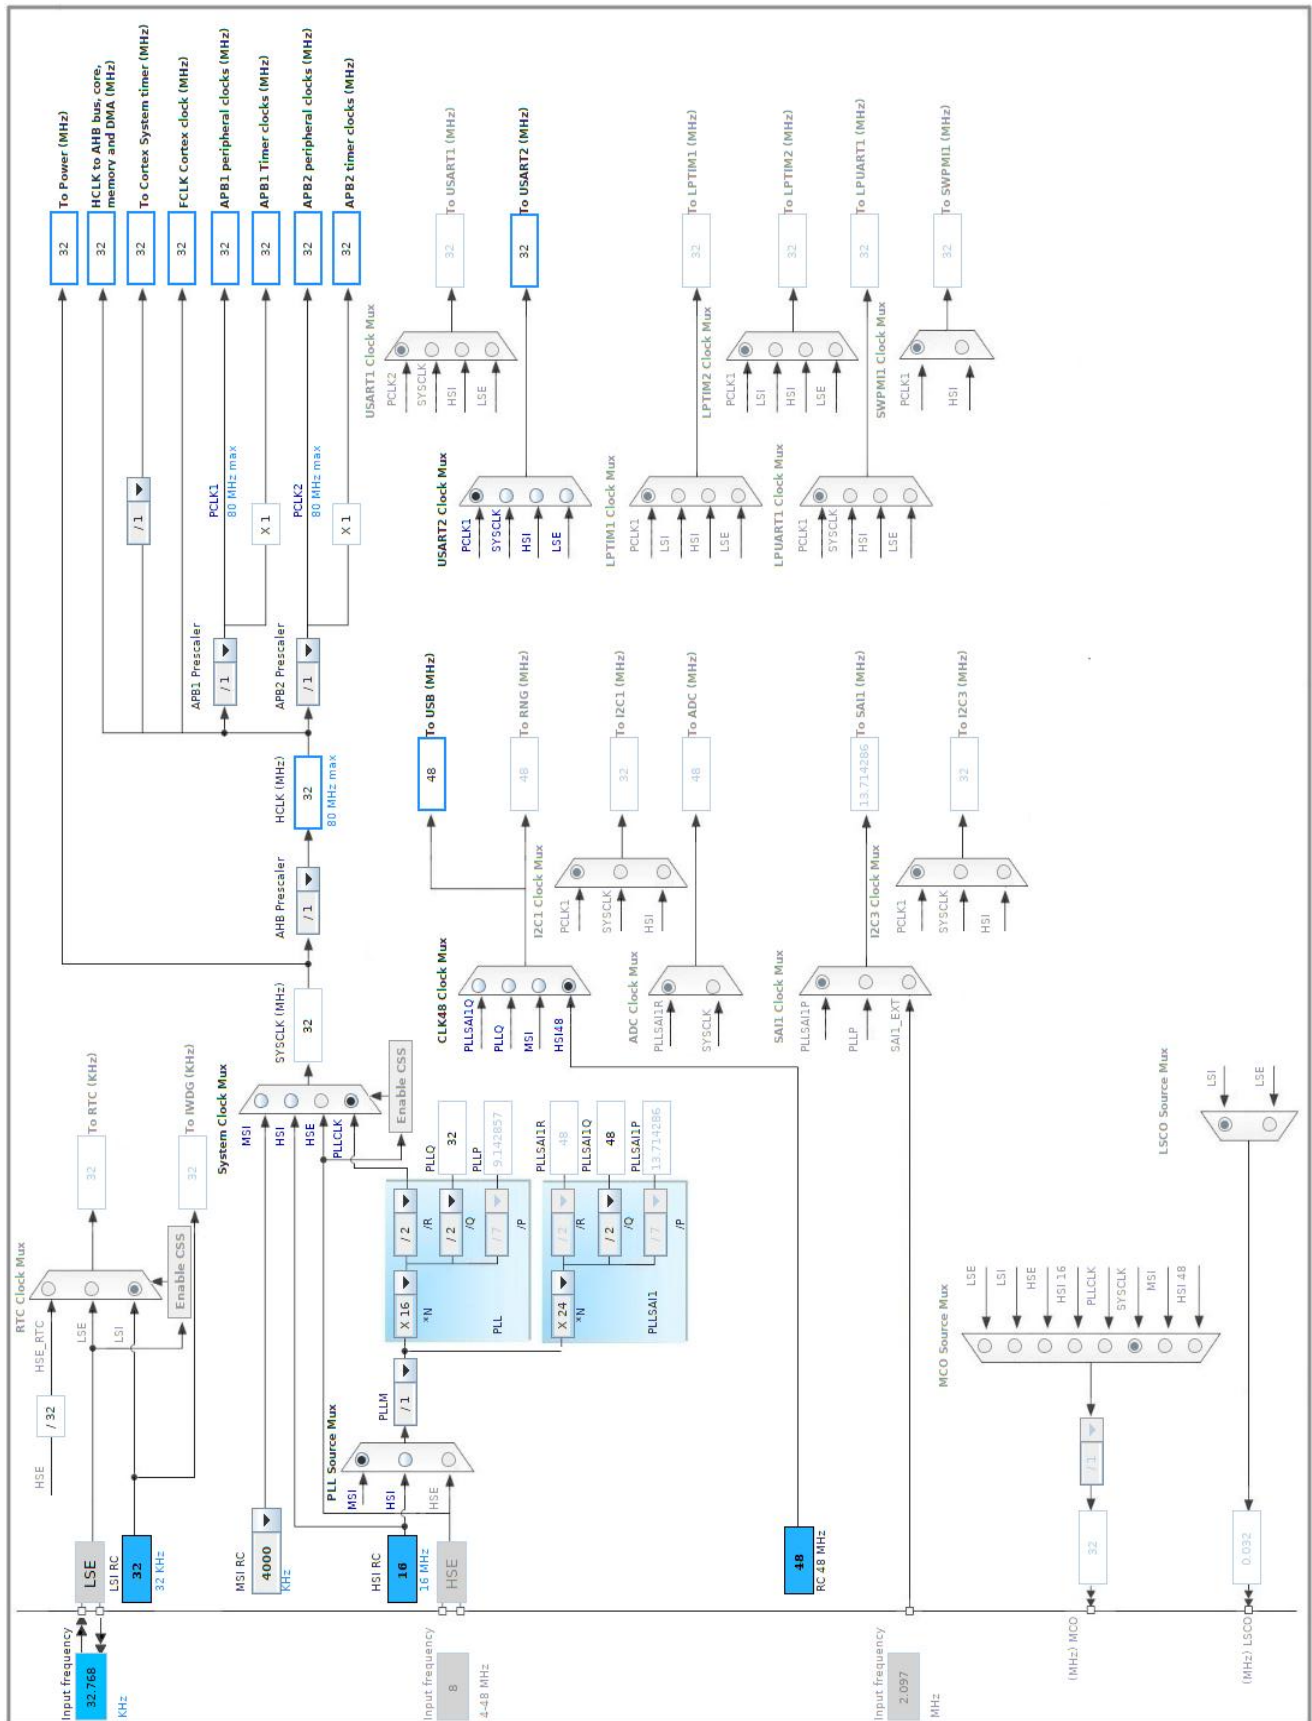 Input frequency
32.768
KHz
LSE
LSI RC
32
32 KHz
HSE
/ 32
HSE_RTC
LSE
LSI
RTC Clock Mux
Enable CSS
32
To RTC (KHz)
32
To IWDG (KHz)
MSI RC
4000
KHz
HSI RC
16
16 MHz
Input frequency
8
4-48 MHz
HSE
PLL Source Mux
MSI
HSI
HSE
PLLM
/ 1
X 16
*N
PLL
/ 2
/R
/ 2
/Q
/ 7
/P
PLLQ
32
PLLP
9.142857
X 24
*N
PLLSAI1
/ 2
/R
/ 2
/Q
/ 7
/P
PLLSAI1R
48
PLLSAI1Q
48
PLLSAI1P
13.714286
System Clock Mux
MSI
HSI
HSE
PLLCLK
Enable CSS
SYSCLK (MHz)
32
AHB Prescaler
/ 1
HCLK (MHz)
32
80 MHz max
APB1 Prescaler
/ 1
APB2 Prescaler
/ 1
/ 1
PCLK1
80 MHz max
X 1
PCLK2
80 MHz max
X 1
32
To Power (MHz)
32
HCLK to AHB bus, core,
memory and DMA (MHz)
32
To Cortex System timer (MHz)
32
FCLK Cortex clock (MHz)
32
APB1 peripheral clocks (MHz)
32
APB1 Timer clocks (MHz)
32
APB2 peripheral clocks (MHz)
32
APB2 timer clocks (MHz)
48
RC 48 MHz
CLK48 Clock Mux
PLLSAI1Q
PLLQ
MSI
HSI48
48
To USB (MHz)
48
To RNG (MHz)
I2C1 Clock Mux
PCLK1
SYSCLK
HSI
32
To I2C1 (MHz)
ADC Clock Mux
PLLSAI1R
SYSCLK
48
To ADC (MHz)
SAI1 Clock Mux
PLLSAI1P
PLLP
SAI1_EXT
13.714286
To SAI1 (MHz)
I2C3 Clock Mux
PCLK1
SYSCLK
HSI
32
To I2C3 (MHz)
USART1 Clock Mux
PCLK2
SYSCLK
HSI
LSE
32
To USART1 (MHz)
USART2 Clock Mux
PCLK1
SYSCLK
HSI
LSE
32
To USART2 (MHz)
LPTIM1 Clock Mux
PCLK1
LSI
HSI
LSE
32
To LPTIM1 (MHz)
LPTIM2 Clock Mux
PCLK1
LSI
HSI
LSE
32
To LPTIM2 (MHz)
LPUART1 Clock Mux
PCLK1
SYSCLK
HSI
LSE
32
To LPUART1 (MHz)
SWPMI1 Clock Mux
PCLK1
HSI
32
To SWPMI1 (MHz)
Input frequency
2.097
MHz
(MHz) MCO
32
/ 1
MCO Source Mux
LSE
LSI
HSE
HSI 16
PLLCLK
SYSCLK
MSI
HSI 48
(MHz) LSCO
0.032
LSCO Source Mux
LSI
LSE